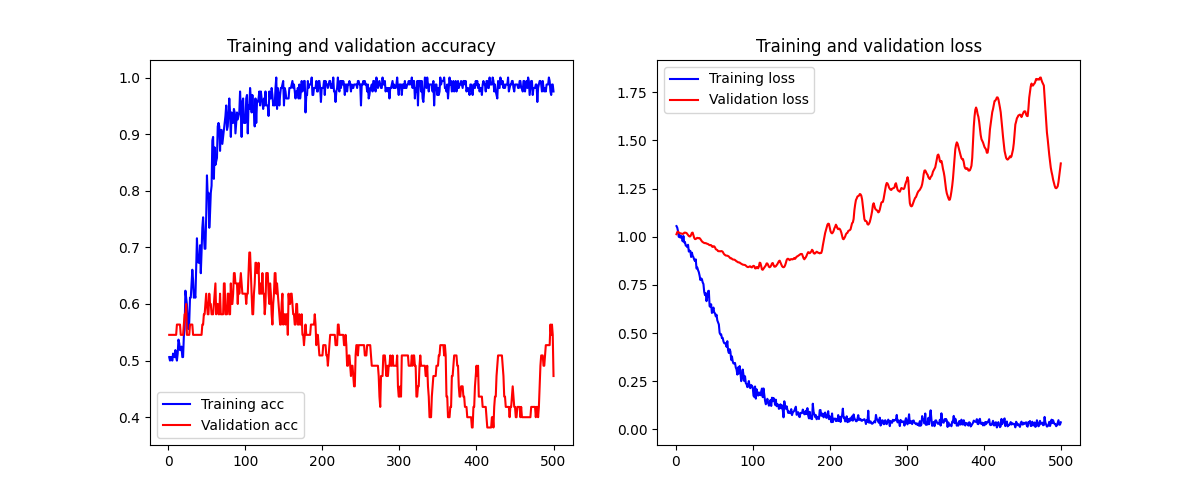 Training and validation accuracy
1.0
0.9
0.8
0.7
0.6
0.5
0.4
Training acc
Validation acc
0 100 200 300 400 500
Training and validation loss
Training loss
Validation loss
1.75
1.50
1.25
1.00
0.75
0.50
0.25
0.00
0 100 200 300 400 500